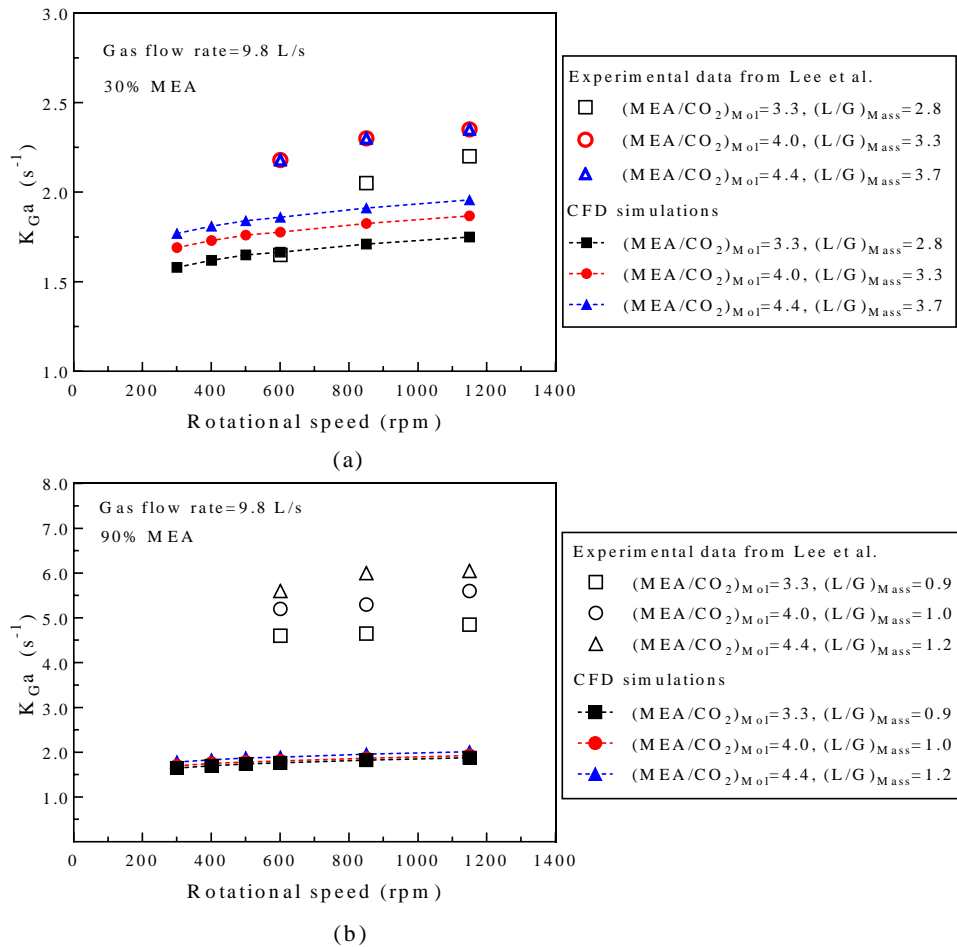 3.0
Gas flow rate=9.8 L/s
30% MEA
2.5
2.0
1.5
1.0
K_G a (s^-1)
200 400 600 800 1000 1200 1400
Rotational speed (rpm)
(a)
Experimental data from Lee et al.
(MEA/CO2)Mol=3.3, (L/G)Mass=2.8
(MEA/CO2)Mol=4.0, (L/G)Mass=3.3
(MEA/CO2)Mol=4.4, (L/G)Mass=3.7
CFD simulations
(MEA/CO2)Mol=3.3, (L/G)Mass=2.8
(MEA/CO2)Mol=4.0, (L/G)Mass=3.3
(MEA/CO2)Mol=4.4, (L/G)Mass=3.7
8.0
Gas flow rate=9.8 L/s
7.0
90% MEA
6.0
5.0
4.0
3.0
2.0
1.0
K_G a (s^-1)
0 200 400 600 800 1000 1200 1400
Rotational speed (rpm)
(b)
Experimental data from Lee et al.
(MEA/CO2)Mol=3.3, (L/G)Mass=0.9
(MEA/CO2)Mol=4.0, (L/G)Mass=1.0
(MEA/CO2)Mol=4.4, (L/G)Mass=1.2
CFD simulations
(MEA/CO2)Mol=3.3, (L/G)Mass=0.9
(MEA/CO2)Mol=4.0, (L/G)Mass=1.0
(MEA/CO2)Mol=4.4, (L/G)Mass=1.2